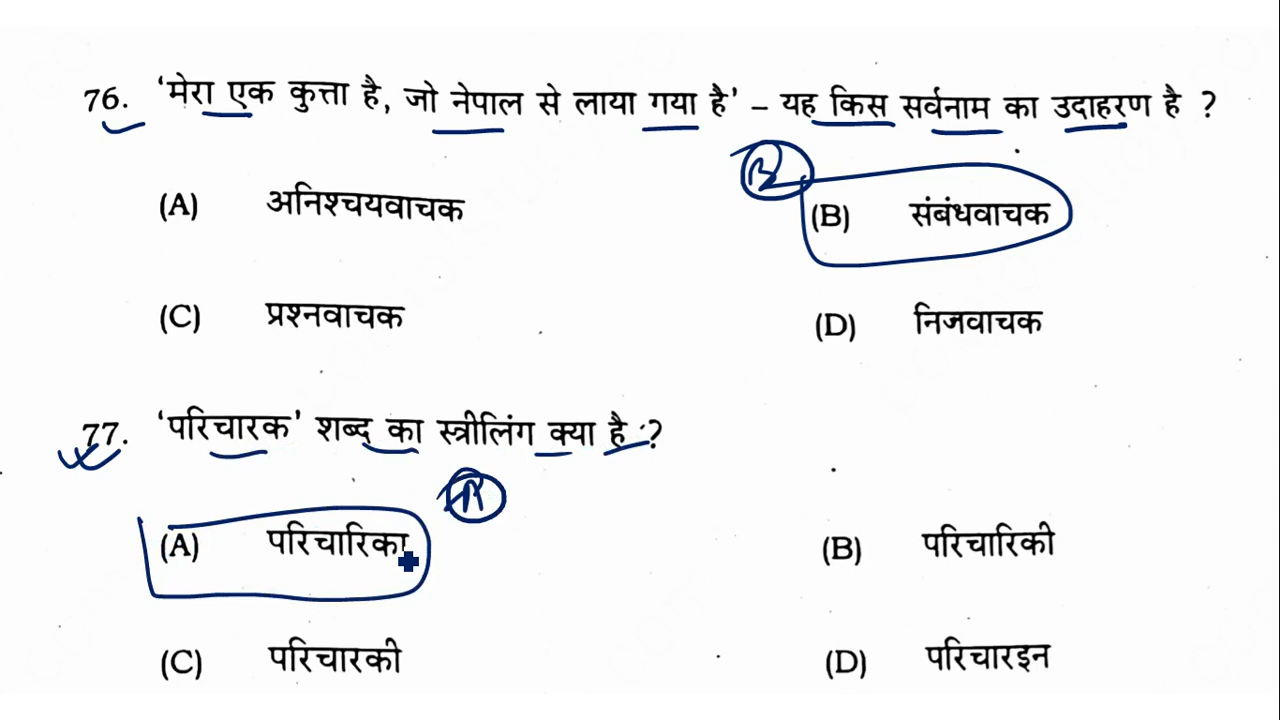 76. ‘मेरा एक कुत्ता है, जो नेपाल से लाया गया है’ – यह किस सर्वनाम का उदाहरण है ?
B
(A) अनिश्चयवाचक (B) संबंधवाचक
(C) प्रश्नवाचक (D) निजवाचक
77. ‘परिचारक’ शब्द का स्त्रीलिंग क्या है ?
A
(A) परिचारिका (B) परिचारिकी
(C) परिचारकी (D) परिचारइन